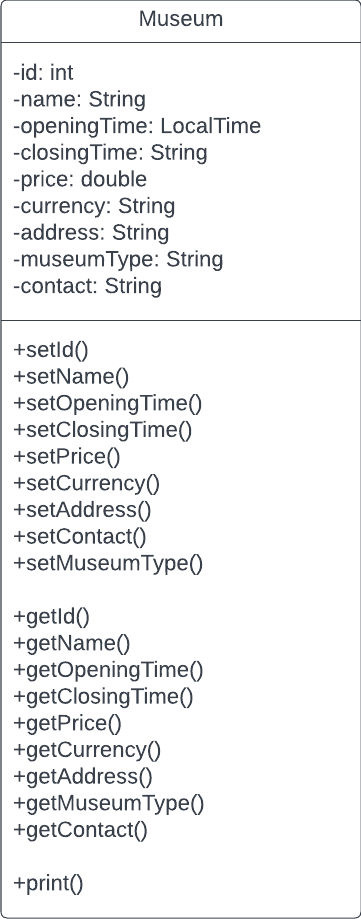 Museum
-id: int
-name: String
-openingTime: LocalTime
-closingTime: String
-price: double
-currency: String
-address: String
-museumType: String
-contact: String
+setId()
+setName()
+setOpeningTime()
+setClosingTime()
+setPrice()
+setCurrency()
+setAddress()
+setContact()
+setMuseumType()
+getId()
+getName()
+getOpeningTime()
+getClosingTime()
+getPrice()
+getCurrency()
+getAddress()
+getMuseumType()
+getContact()
+print()